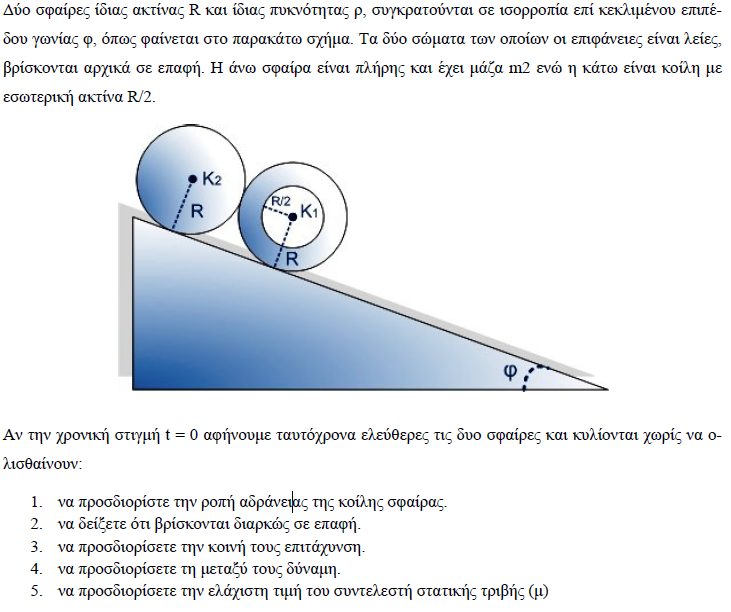 Δύο σφαίρες ίδιας ακτίνας R και ίδιας πυκνότητας ρ, συγκρατούνται σε ισορροπία επί κεκλιμένου επιπέ-
δου γωνίας φ, όπως φαίνεται στο παρακάτω σχήμα. Τα δύο σώματα των οποίων οι επιφάνειες είναι λείες,
βρίσκονται αρχικά σε επαφή. Η άνω σφαίρα είναι πλήρης και έχει μάζα m2 ενώ η κάτω είναι κοίλη με
εσωτερική ακτίνα R/2.
K2
R
R/2
K1
R
φ
Αν την χρονική στιγμή t = 0 αφήνουμε ταυτόχρονα ελεύθερες τις δυο σφαίρες και κυλίονται χωρίς να ο-
λισθαίνουν:
1. να προσδιορίστε την ροπή αδράνειας της κοίλης σφαίρας.
2. να δείξετε ότι βρίσκονται διαρκώς σε επαφή.
3. να προσδιορίσετε την κοινή τους επιτάχυνση.
4. να προσδιορίσετε τη μεταξύ τους δύναμη.
5. να προσδιορίσετε την ελάχιστη τιμή του συντελεστή στατικής τριβής (μ)